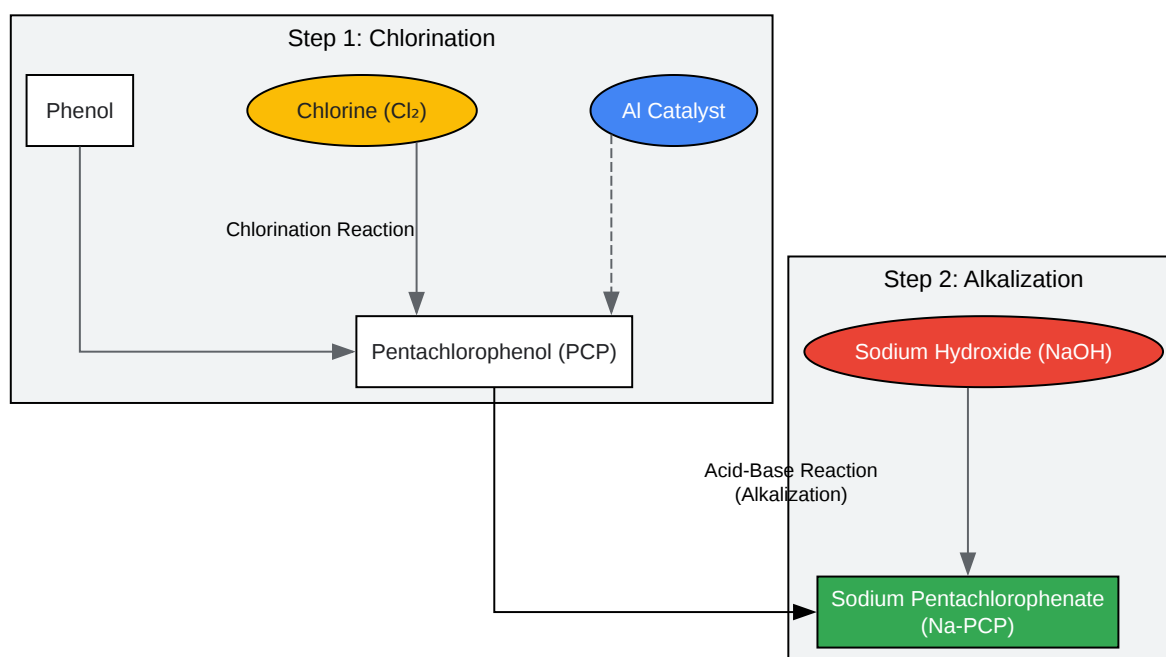 Step 1: Chlorination
Phenol
Chlorine (Cl₂)
Al Catalyst
Chlorination Reaction
Pentachlorophenol (PCP)
Step 2: Alkalization
Sodium Hydroxide (NaOH)
Acid-Base Reaction
(Alkalization)
Sodium Pentachlorophenate
(Na-PCP)